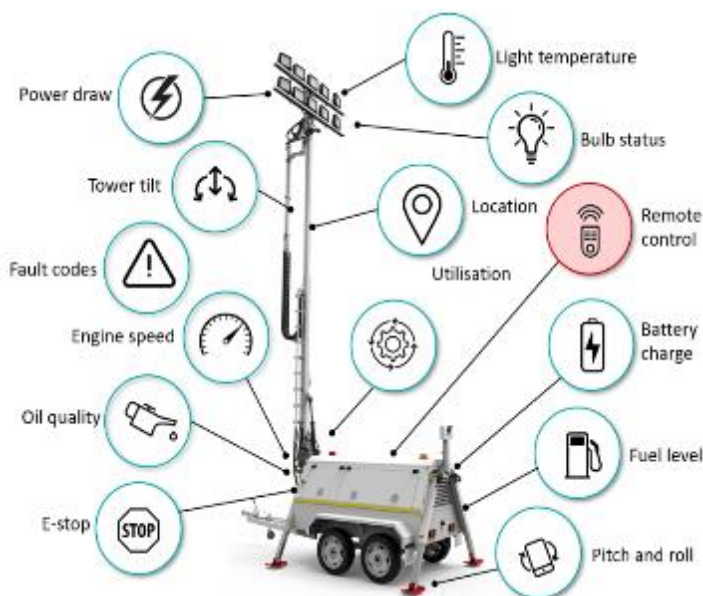 Light temperature
Power draw
Bulb status
Tower tilt
Location
Remote
control
Utilisation
Fault codes
Engine speed
Battery
charge
Oil quality
Fuel level
E-stop
STOP
Pitch and roll